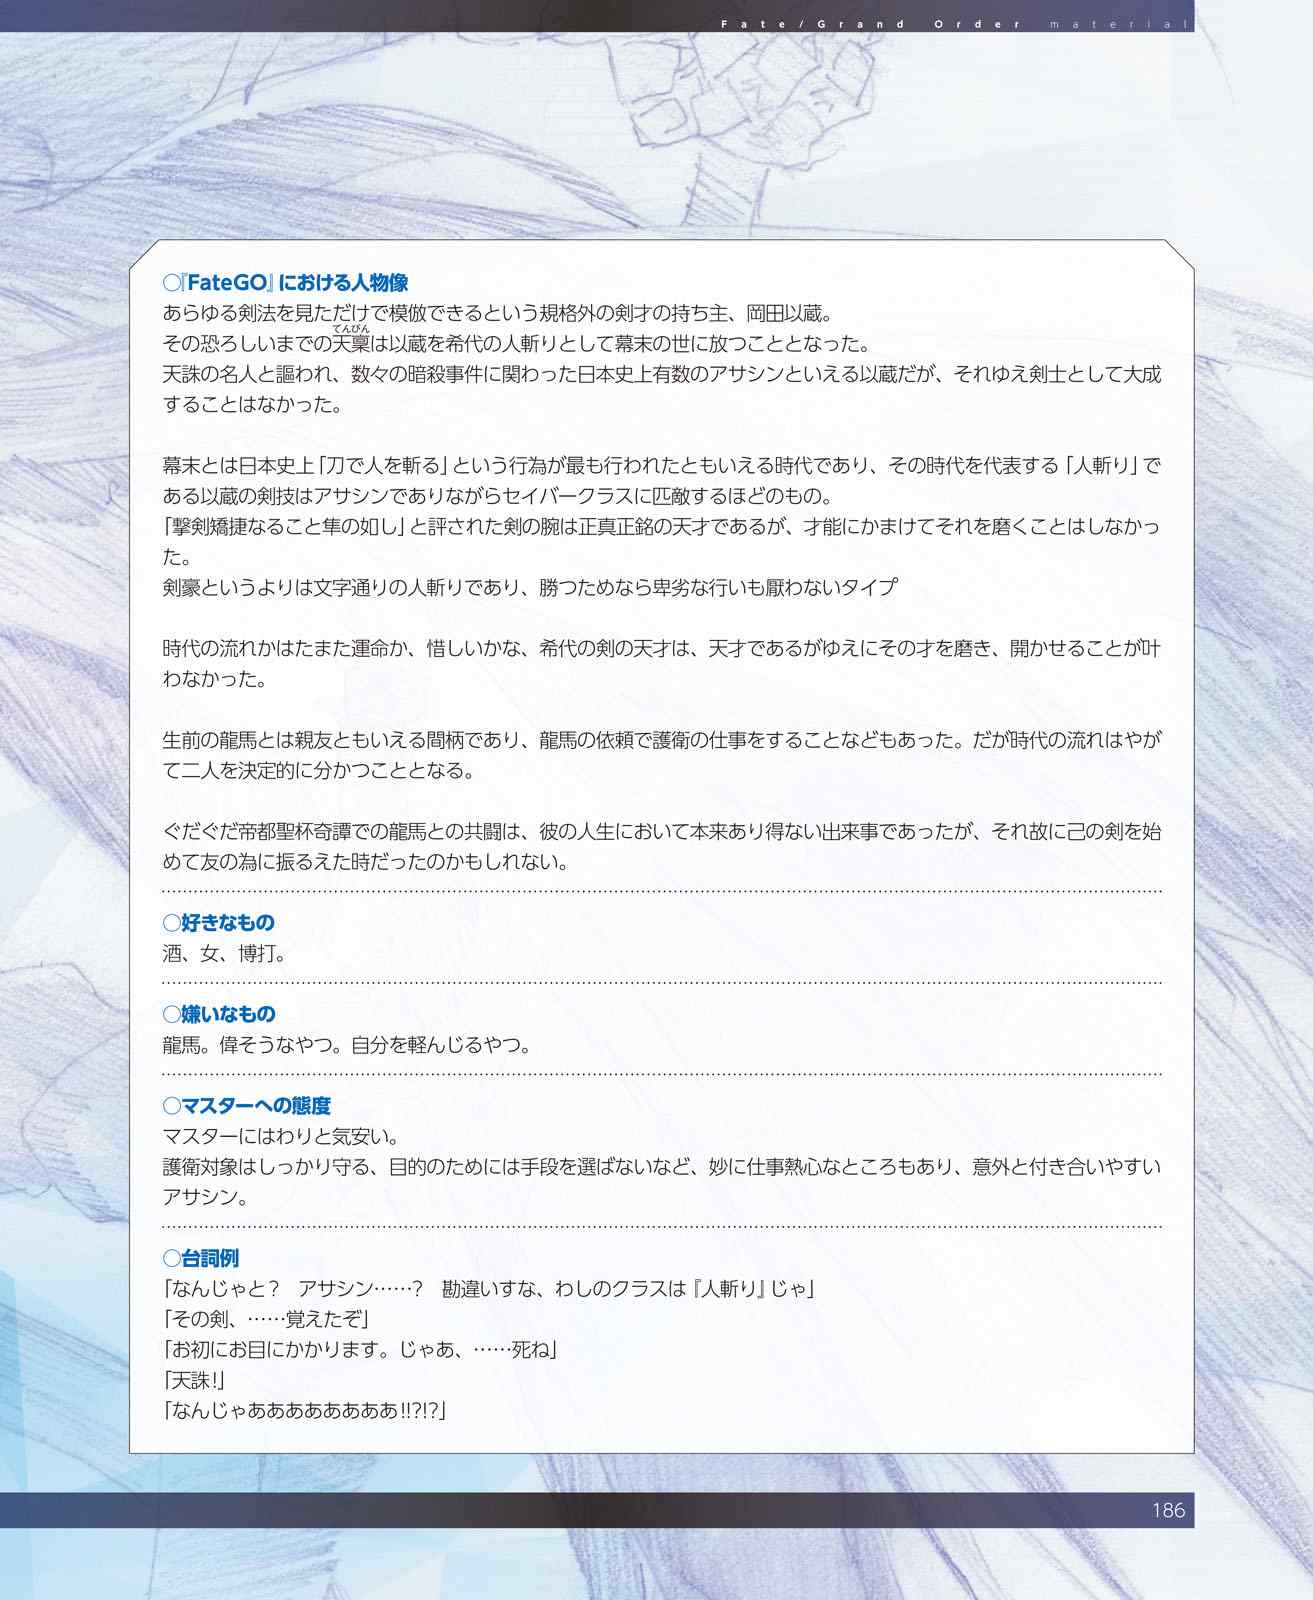 Fate/Grand Order material
○『FateGO』における人物像
あらゆる剣法を見ただけで模倣できるという規格外の剣才の持ち主、岡田以蔵。
てんぴん
その恐ろしいまでの天稟は以蔵を希代の人斬りとして幕末の世に放つこととなった。
天誅の名人と謳われ、数々の暗殺事件に関わった日本史上有数のアサシンといえる以蔵だが、それゆえ剣士として大成
することはなかった。
幕末とは日本史上「刀で人を斬る」という行為が最も行われたともいえる時代であり、その時代を代表する「人斬り」で
ある以蔵の剣技はアサシンでありながらセイバークラスに匹敵するほどのもの。
「撃剣矯捷なること隼の如し」と評された剣の腕は正真正銘の天才であるが、才能にかまけてそれを磨くことはしなかっ
た。
剣豪というよりは文字通りの人斬りであり、勝つためなら卑劣な行いも厭わないタイプ
時代の流れかはたまた運命か、惜しいかな、希代の剣の天才は、天才であるがゆえにその才を磨き、開かせることが叶
わなかった。
生前の龍馬とは親友ともいえる間柄であり、龍馬の依頼で護衛の仕事をすることなどもあった。だが時代の流れはやが
て二人を決定的に分かつこととなる。
ぐだぐだ帝都聖杯奇譚での龍馬との共闘は、彼の人生において本来あり得ない出来事であったが、それ故に己の剣を始
めて友の為に振るえた時だったのかもしれない。
○好きなもの
酒、女、博打。
○嫌いなもの
龍馬。偉そうなやつ。自分を軽んじるやつ。
○マスターへの態度
マスターにはわりと気安い。
護衛対象はしっかり守る、目的のためには手段を選ばないなど、妙に仕事熱心なところもあり、意外と付き合いやすい
アサシン。
○台詞例
「なんじゃと？　アサシン……？　勘違いすな、わしのクラスは『人斬り』じゃ」
「その剣、……覚えたぞ」
「お初にお目にかかります。じゃあ、……死ね」
「天誅！」
「なんじゃああああああああ!!?!?」
186